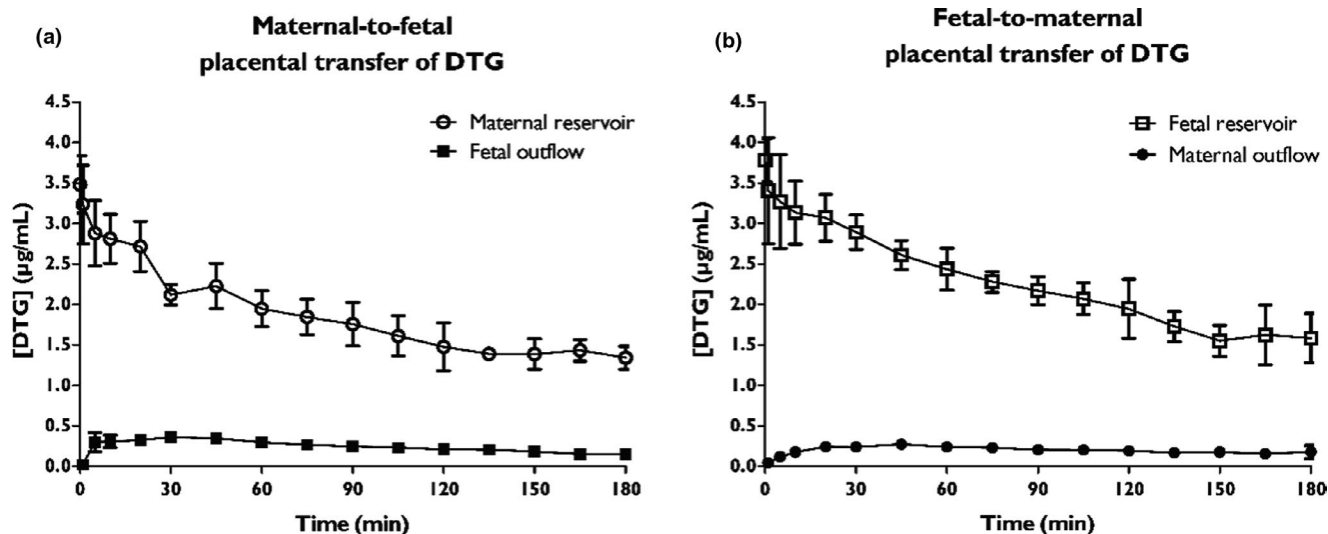 (a)
Maternal-to-fetal
placental transfer of DTG
4.5
4.0
3.5
3.0
2.5
2.0
1.5
1.0
0.5
0.0
[DTG] (µg/mL)
Maternal reservoir
Fetal outflow
0 30 60 90 120 150 180
Time (min)
(b)
Fetal-to-maternal
placental transfer of DTG
4.5
4.0
3.5
3.0
2.5
2.0
1.5
1.0
0.5
0.0
[DTG] (µg/mL)
Fetal reservoir
Maternal outflow
0 30 60 90 120 150 180
Time (min)